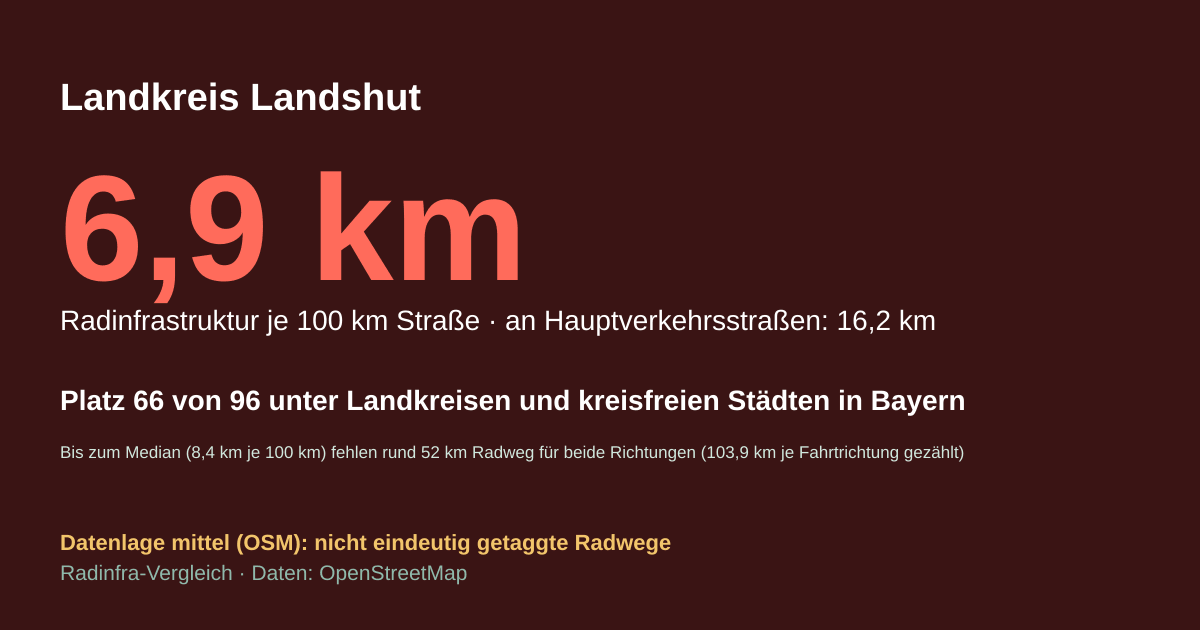 Landkreis Landshut
6,9 km
Radinfrastruktur je 100 km Straße · an Hauptverkehrsstraßen: 16,2 km
Platz 66 von 96 unter Landkreisen und kreisfreien Städten in Bayern
Bis zum Median (8,4 km je 100 km) fehlen rund 52 km Radweg für beide Richtungen (103,9 km je Fahrtrichtung gezählt)
Datenlage mittel (OSM): nicht eindeutig getaggte Radwege
Radinfra-Vergleich · Daten: OpenStreetMap